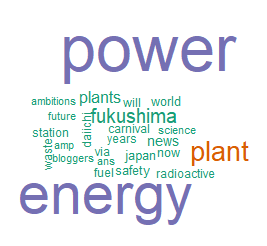 power
ambitions plants will world
future fukushima
station daiichi carnival science
waste amp years news
bloggers via japan now plant
ans fuel safety radioactive
energy